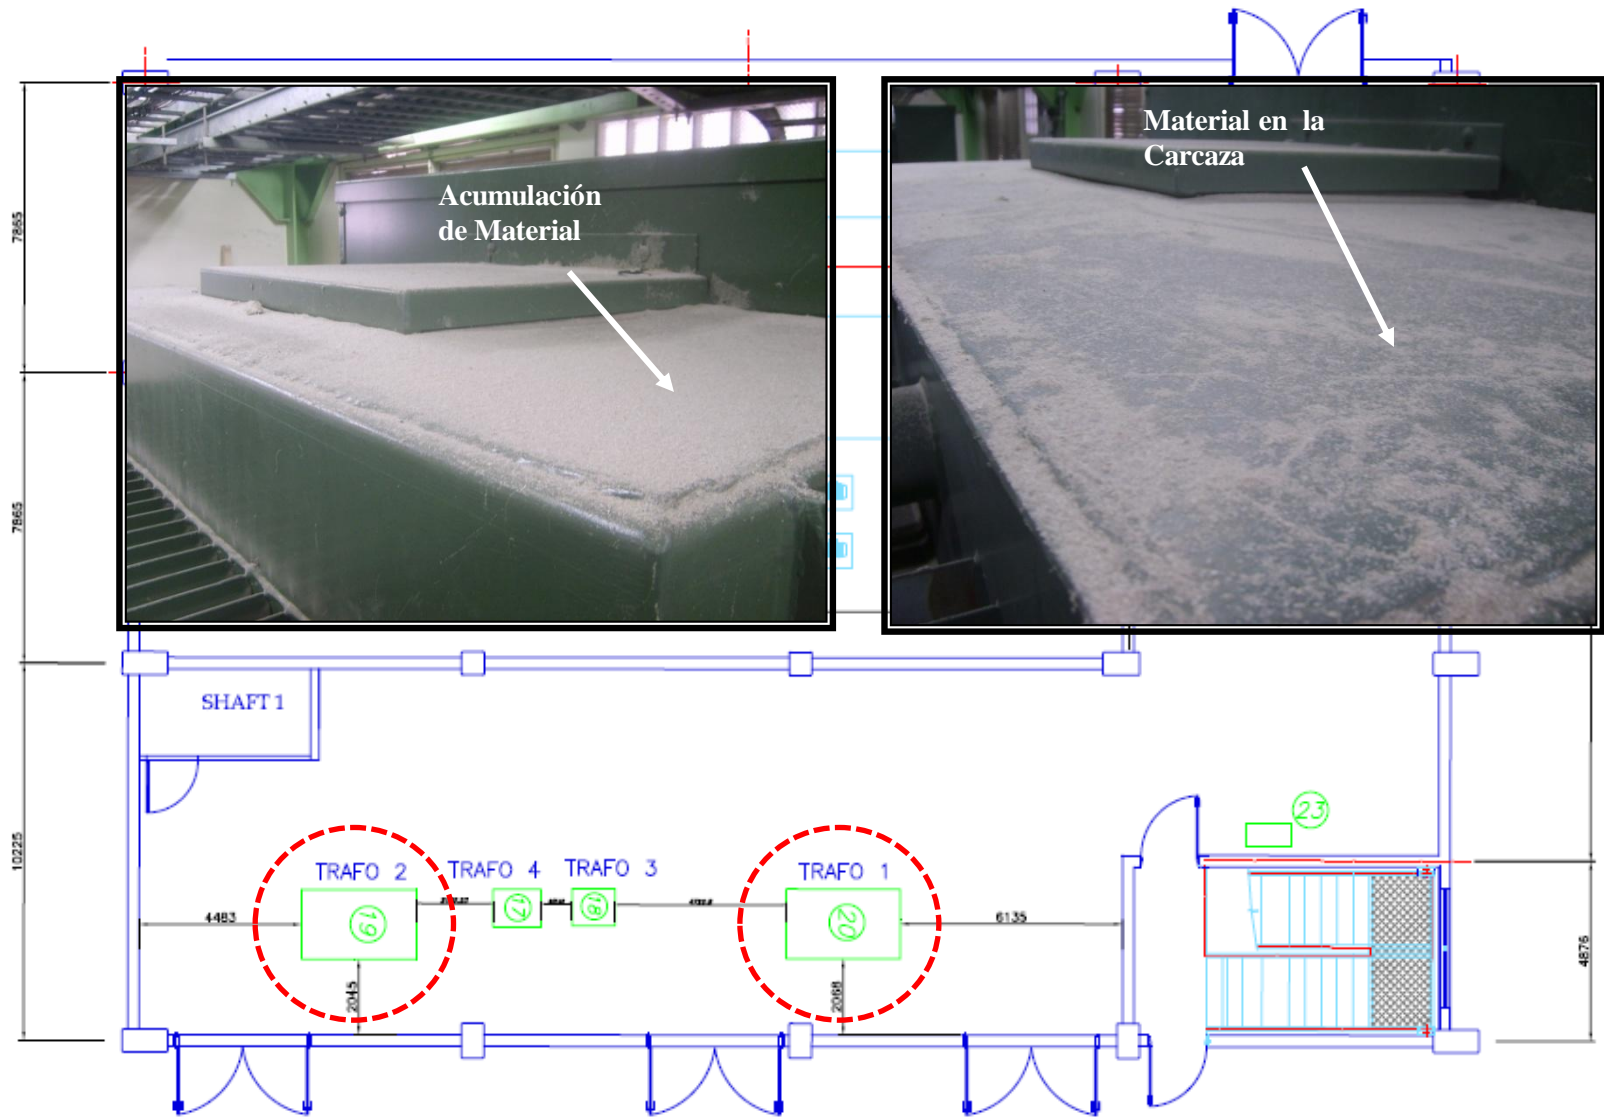 Acumulación
de Material
Material en la
Carcaza
7865
7865
10225
SHAFT 1
TRAFO 2
TRAFO 4
TRAFO 3
TRAFO 1
23
19
17
18
20
4483
6135
2045
2068
4876